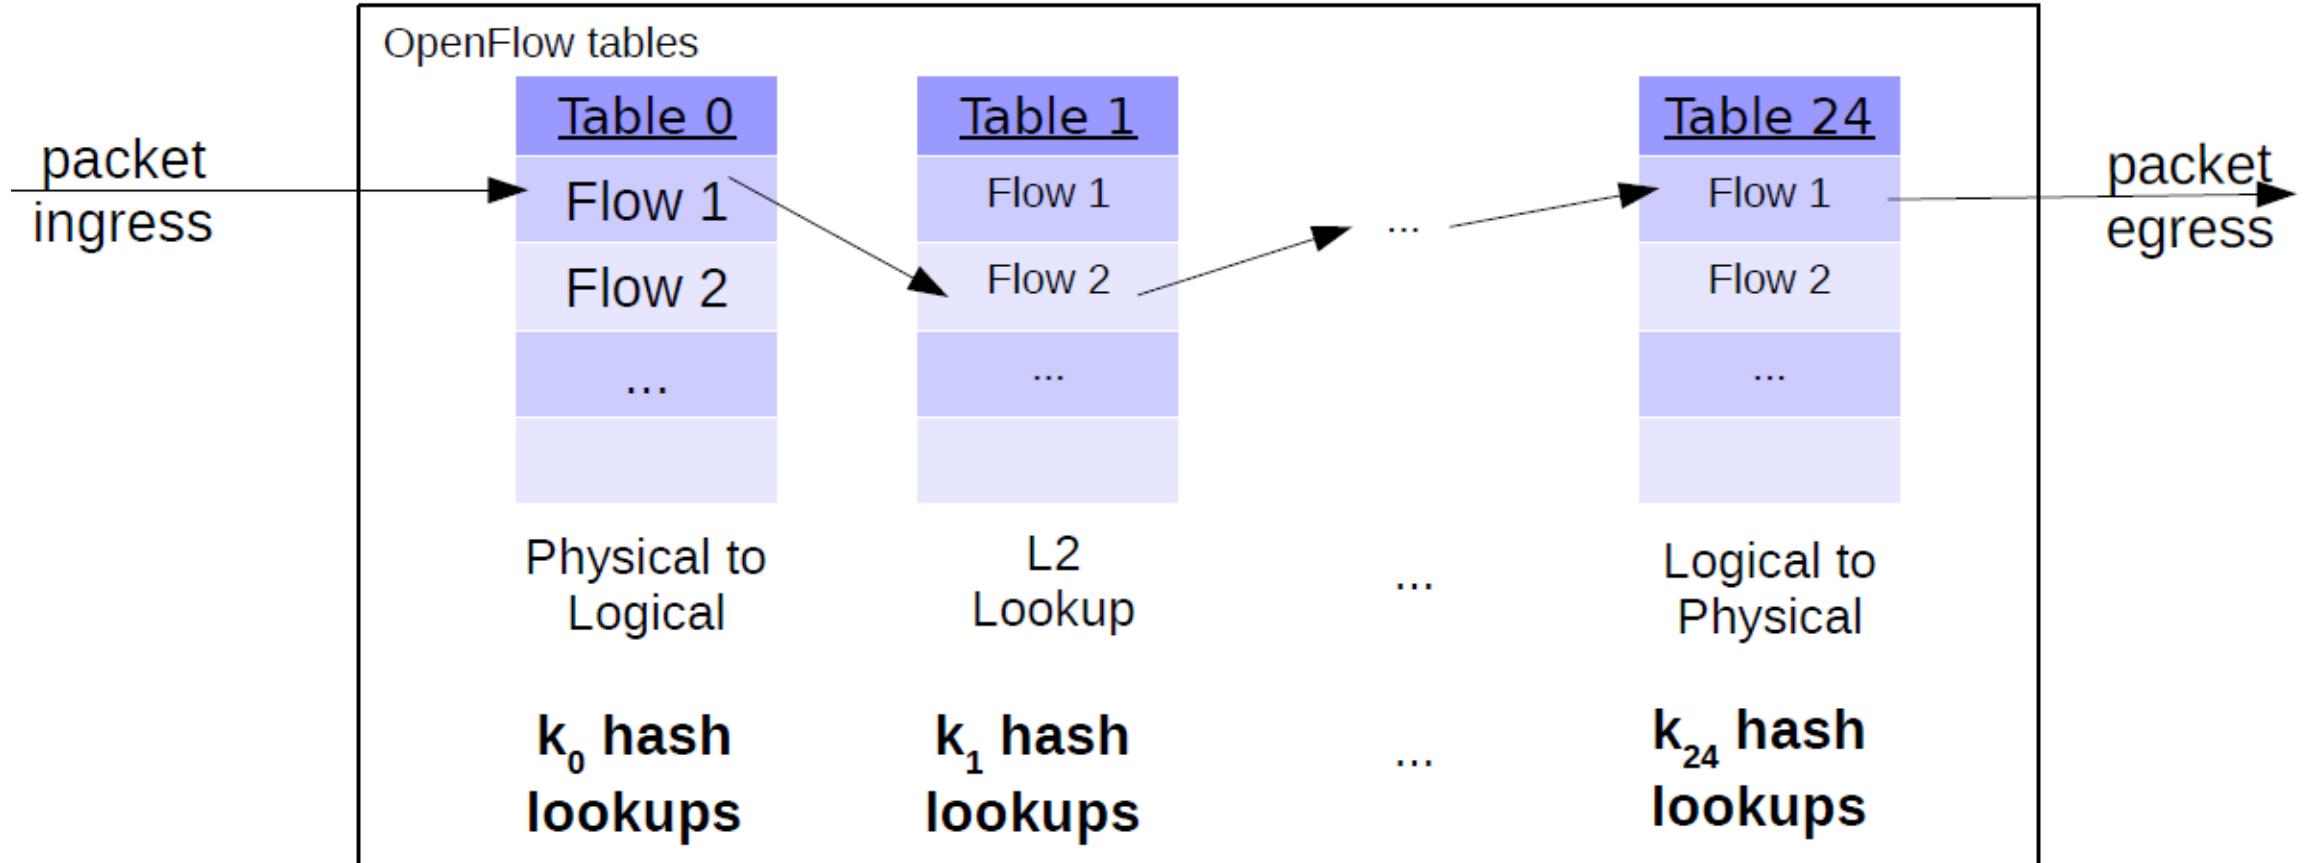 OpenFlow tables
packet
ingress
Table 0
Flow 1
Flow 2
...
Physical to
Logical
k0 hash
lookups
Table 1
Flow 1
Flow 2
...
L2
Lookup
k1 hash
lookups
...
...
...
Table 24
Flow 1
Flow 2
...
Logical to
Physical
k24 hash
lookups
packet
egress